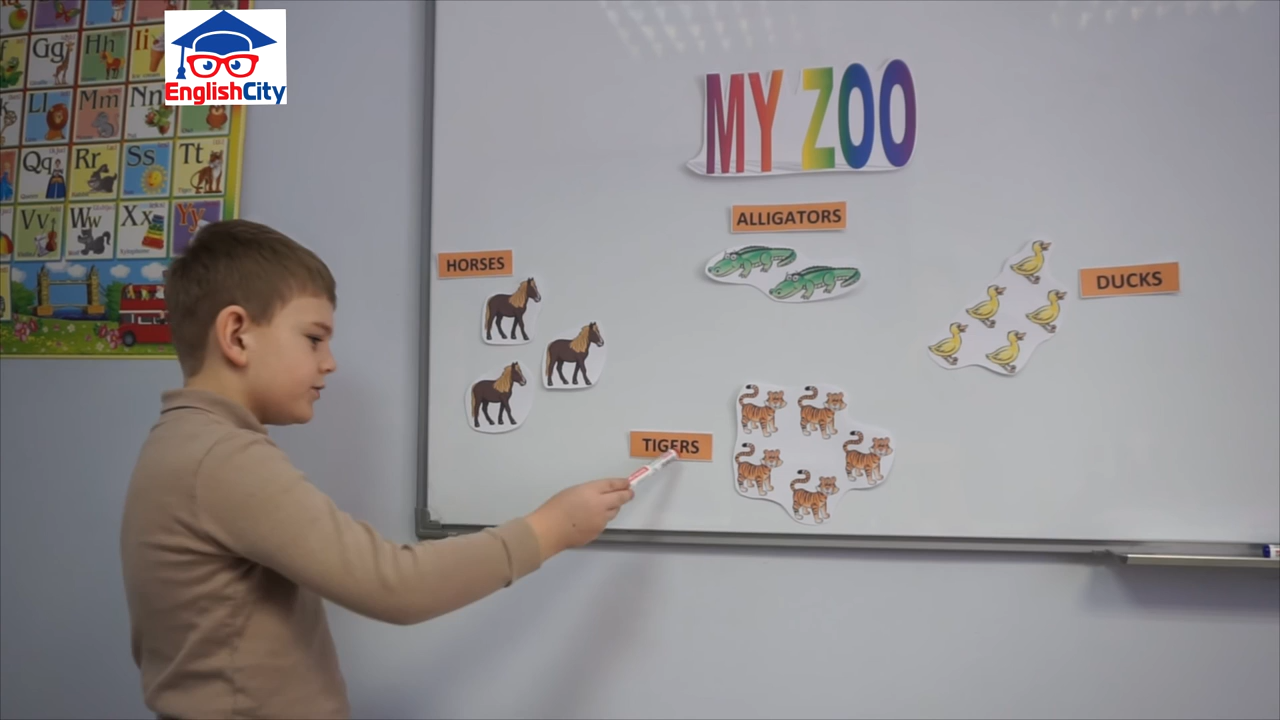 EnglishCity
Gg
Hh
Ii
Ll
Mm
Nn
Qq
Rr
Ss
Tt
Vv
Ww
Xx
Yy
MY ZOO
ALLIGATORS
HORSES
DUCKS
TIGERS